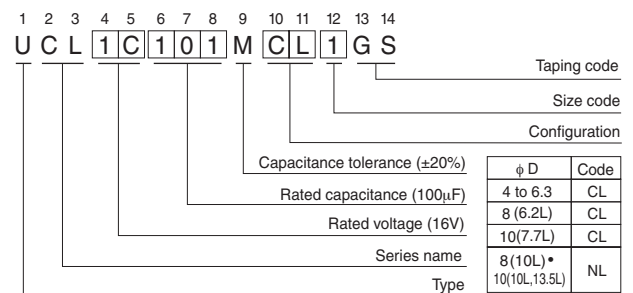 1 2 3 4 5 6 7 8 9 10 11 12 13 14
U C L 1 C 1 0 1 M C L 1 G S
Taping code
Size code
Configuration
Capacitance tolerance (±20%)
Rated capacitance (100µF)
Rated voltage (16V)
Series name
Type
ϕ D Code
4 to 6.3 CL
8 (6.2L) CL
10(7.7L) CL
8(10L)•
10(10L,13.5L) NL